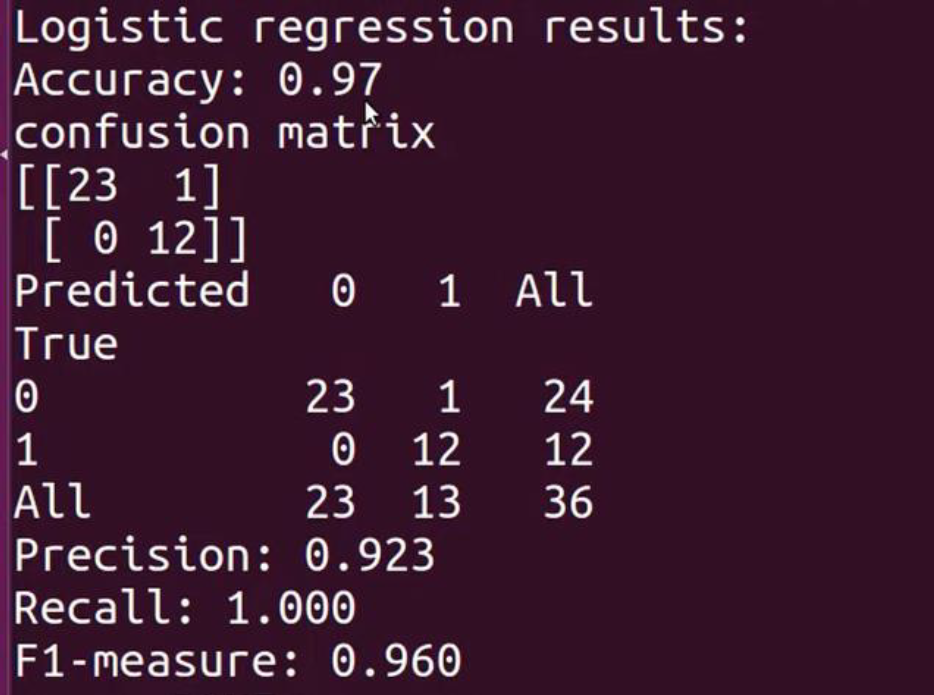 Logistic regression results:
Accuracy: 0.97
confusion matrix
[[23  1]
 [ 0 12]]
Predicted   0   1  All
True
0          23   1   24
1           0  12   12
All        23  13   36
Precision: 0.923
Recall: 1.000
F1-measure: 0.960